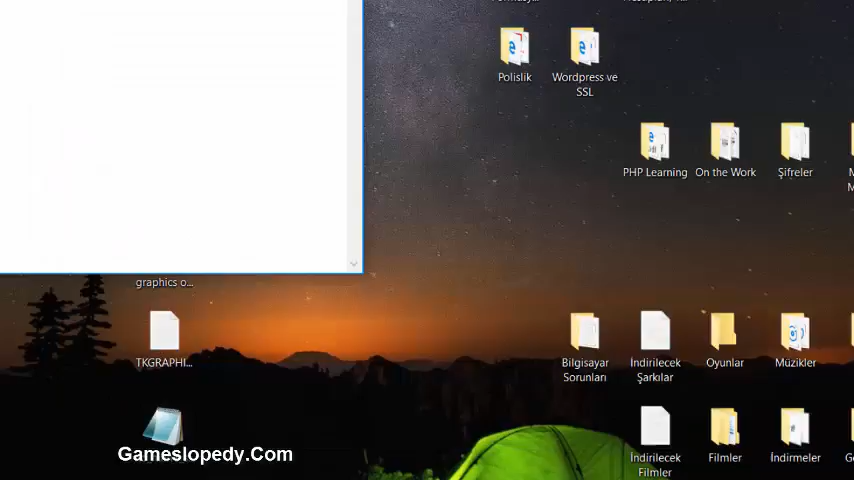 Polislik
Wordpress ve
SSL
PHP Learning
On the Work
Şifreler
graphics o...
TKGRAPHI...
Bilgisayar
Sorunları
İndirilecek
Şarkılar
Oyunlar
Müzikler
Gameslopedy.Com
İndirilecek
Filmler
Filmler
İndirmeler